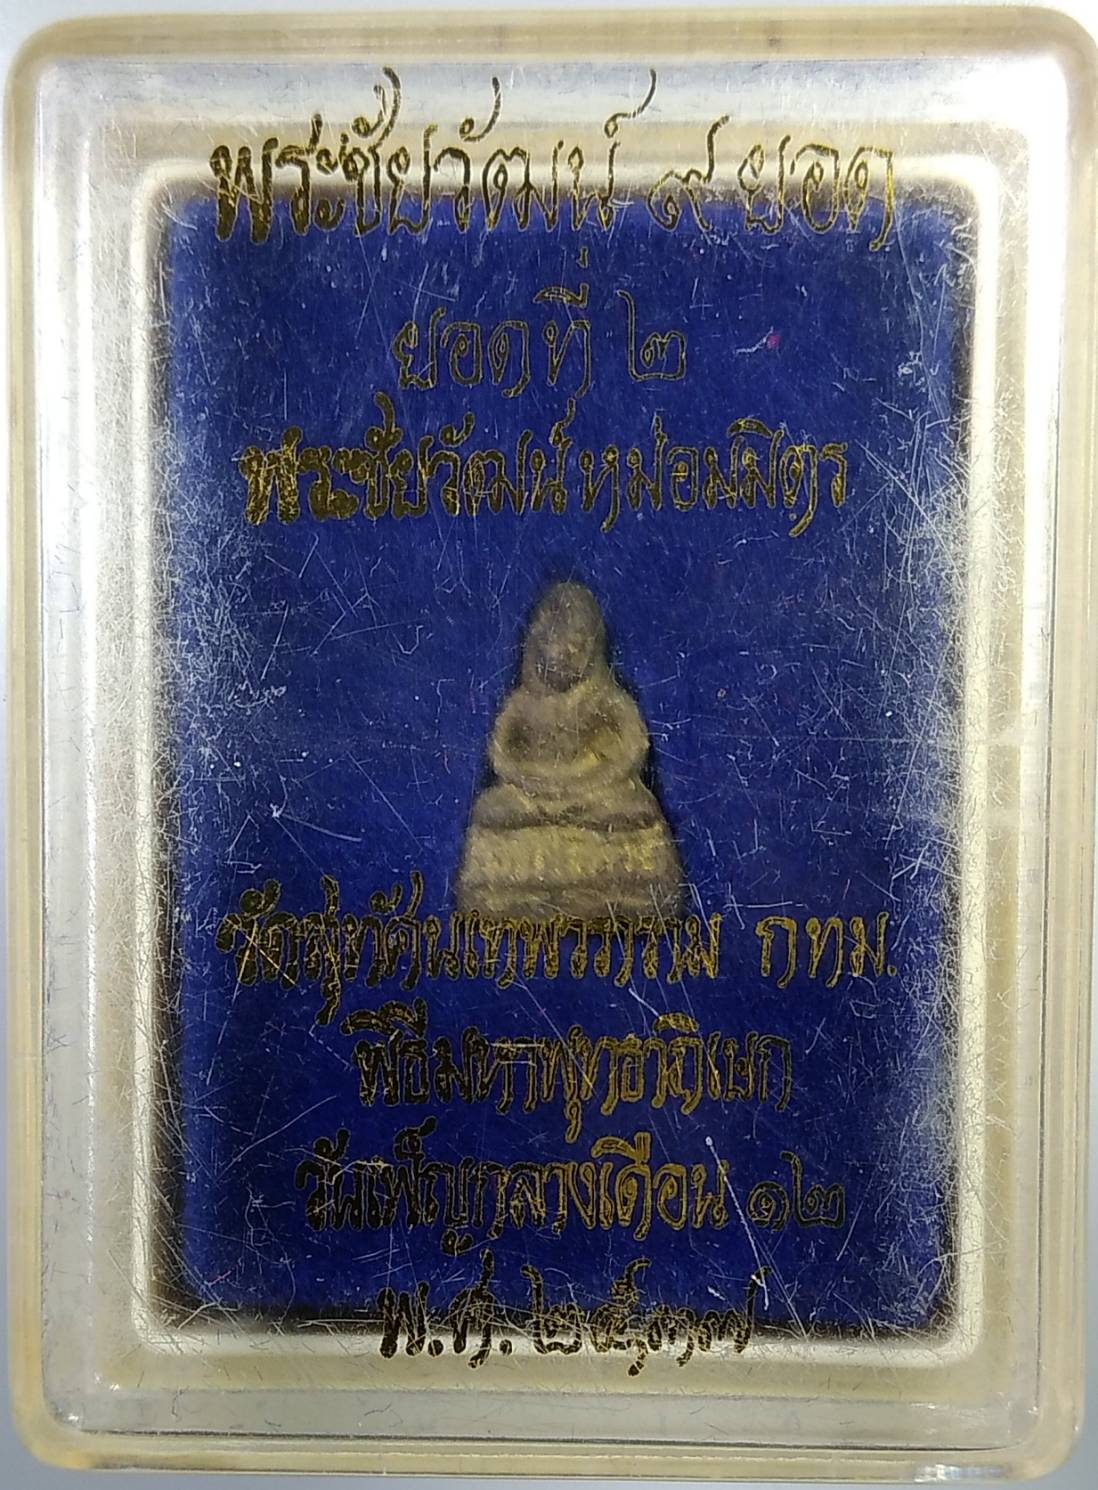 พระชัยวัฒน์ ๙ ยอด
ยอดที่ ๒
พระชัยวัฒน์หม่อมมิตร
วัดสุทัศนเทพวราราม กทม.
พิธีมหาพุทธาภิเษก
วันเพ็ญกลางเดือน ๑๒
พ.ศ. ๒๕๓๗